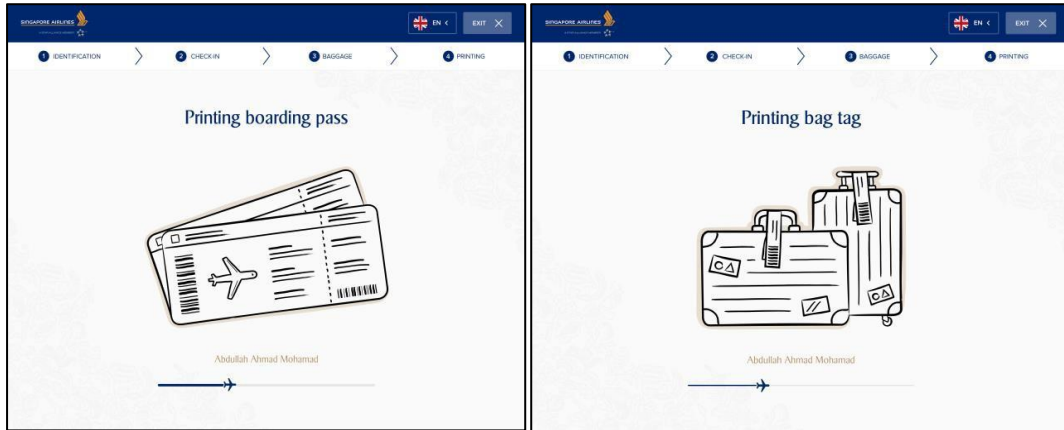 SINGAPORE AIRLINES
EN <
EXIT ×
1 IDENTIFICATION
2 CHECK-IN
3 BAGGAGE
4 PRINTING
Printing boarding pass
Abdullah Ahmad Mohamad
SINGAPORE AIRLINES
EN <
EXIT ×
1 IDENTIFICATION
2 CHECK-IN
3 BAGGAGE
4 PRINTING
Printing bag tag
Abdullah Ahmad Mohamad